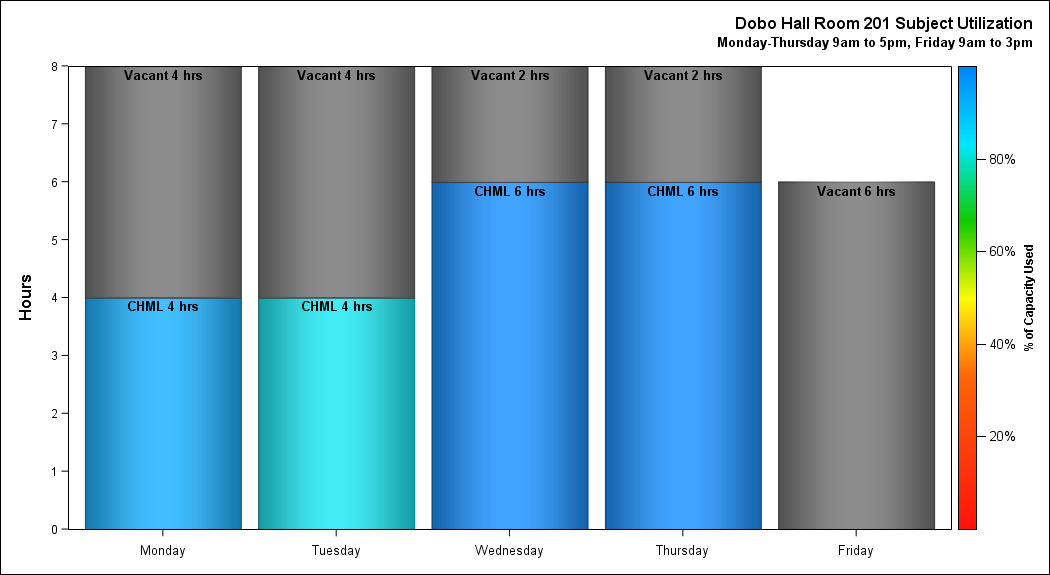 Dobo Hall Room 201 Subject Utilization
Monday-Thursday 9am to 5pm, Friday 9am to 3pm
8
7
6
5
4
3
2
1
0
Hours
Vacant 4 hrs
Vacant 4 hrs
Vacant 2 hrs
Vacant 2 hrs
CHML 6 hrs
CHML 6 hrs
Vacant 6 hrs
CHML 4 hrs
CHML 4 hrs
Monday
Tuesday
Wednesday
Thursday
Friday
80%
60%
40%
20%
% of Capacity Used